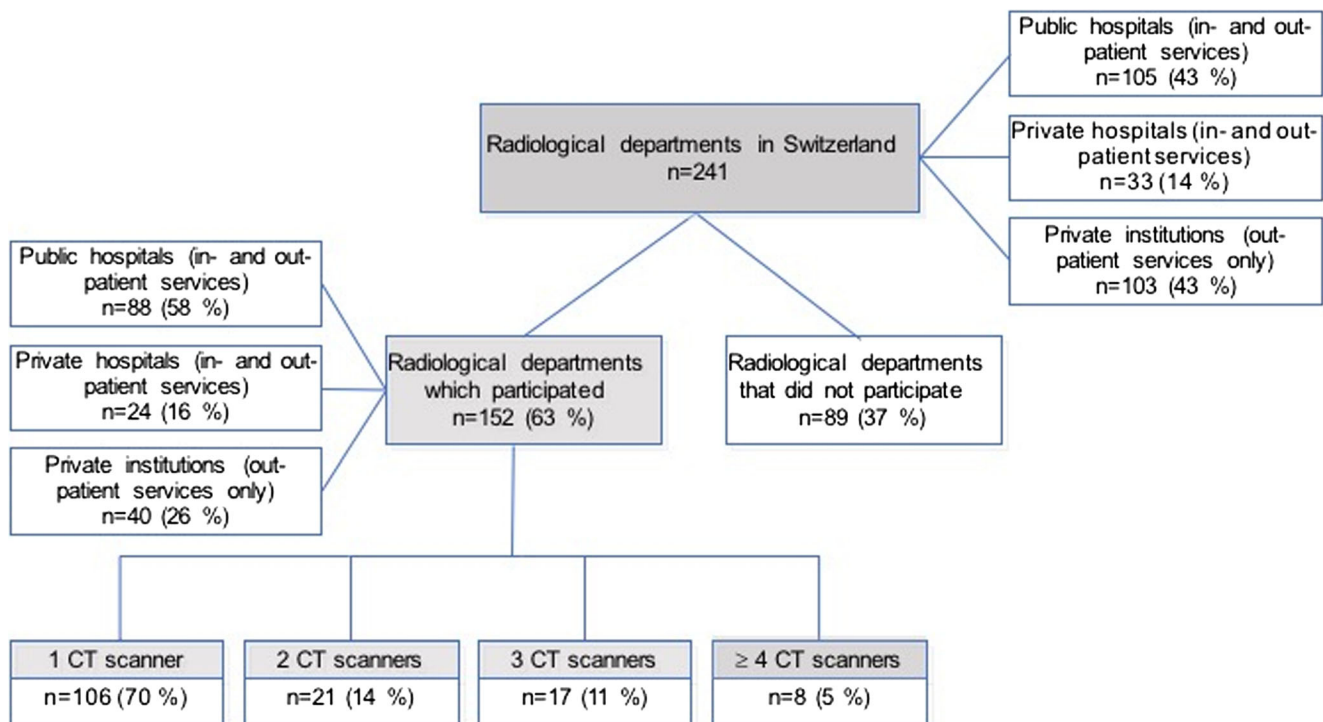 Public hospitals (in- and out-
patient services)
n=105 (43 %)
Radiological departments in Switzerland
n=241
Private hospitals (in- and out-
patient services)
n=33 (14 %)
Private institutions (out-
patient services only)
n=103 (43 %)
Public hospitals (in- and out-
patient services)
n=88 (58 %)
Private hospitals (in- and out-
patient services)
n=24 (16 %)
Private institutions (out-
patient services only)
n=40 (26 %)
Radiological departments
which participated
n=152 (63 %)
Radiological departments
that did not participate
n=89 (37 %)
1 CT scanner
n=106 (70 %)
2 CT scanners
n=21 (14 %)
3 CT scanners
n=17 (11 %)
≥ 4 CT scanners
n=8 (5 %)